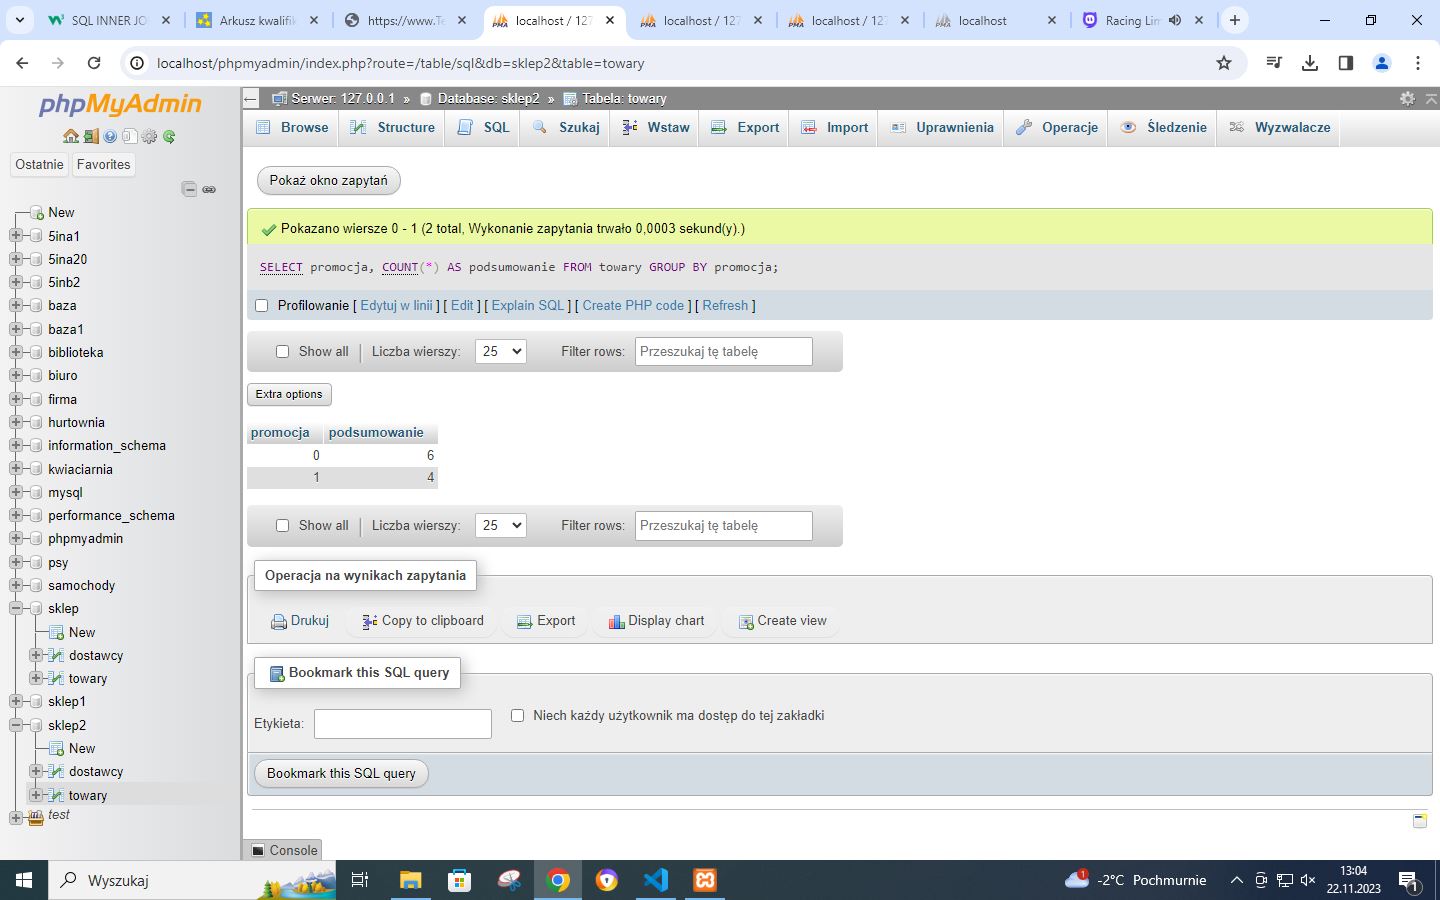 SQL INNER JO
Arkusz kwalifik
https://www.Te
localhost / 127
localhost / 127
localhost / 127
localhost
Racing Lim
localhost/phpmyadmin/index.php?route=/table/sql&db=sklep2&table=towary
phpMyAdmin
Ostatnie
Favorites
New
5ina1
5ina20
5inb2
baza
baza1
biblioteka
biuro
firma
hurtownia
information_schema
kwiaciarnia
mysql
performance_schema
phpmyadmin
psy
samochody
sklep
New
dostawcy
towary
sklep1
sklep2
New
dostawcy
towary
test
Serwer: 127.0.0.1 » Database: sklep2 » Tabela: towary
Browse Structure SQL Szukaj Wstaw Export Import Uprawnienia Operacje Śledzenie Wyzwalacze
Pokaż okno zapytań
Pokazano wiersze 0 - 1 (2 total, Wykonanie zapytania trwało 0,0003 sekund(y).)
SELECT promocja, COUNT(*) AS podsumowanie FROM towary GROUP BY promocja;
Profilowanie [ Edytuj w linii ] [ Edit ] [ Explain SQL ] [ Create PHP code ] [ Refresh ]
Show all Liczba wierszy: 25 Filter rows: Przeszukaj tę tabelę
Extra options
promocja podsumowanie
0 6
1 4
Show all Liczba wierszy: 25 Filter rows: Przeszukaj tę tabelę
Operacja na wynikach zapytania
Drukuj Copy to clipboard Export Display chart Create view
Bookmark this SQL query
Etykieta: Niech każdy użytkownik ma dostęp do tej zakładki
Bookmark this SQL query
Console
Wyszukaj
1
-2°C Pochmurnie
13:04
22.11.2023
1